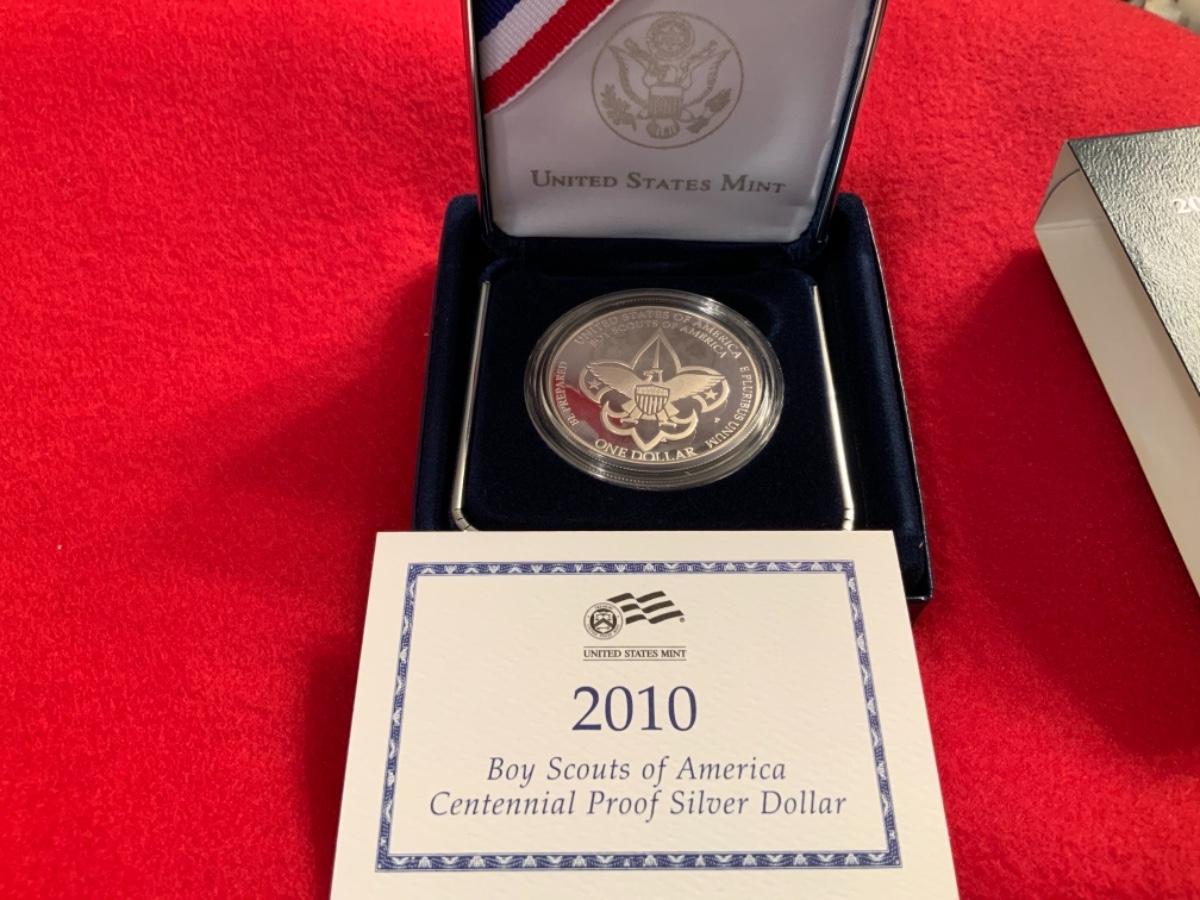 UNITED STATES MINT
UNITED STATES OF AMERICA
BOY SCOUTS OF AMERICA
BE PREPARED
E PLURIBUS UNUM
ONE DOLLAR
UNITED STATES MINT
2010
Boy Scouts of America
Centennial Proof Silver Dollar